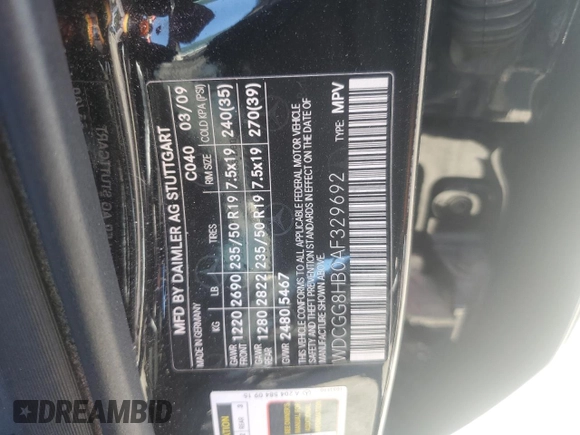 MFD BY DAIMLER AG STUTTGART
MADE IN GERMANY C040 03/09
KG LB TIRES RIM SIZE COLD KPA (PSI)
GAWR FRONT 1220 2690 235/50 R19 7.5x19 240(35)
GAWR REAR 1280 2822 235/50 R19 7.5x19 270(39)
GVWR 2480 5467
THIS VEHICLE CONFORMS TO ALL APPLICABLE FEDERAL MOTOR VEHICLE
SAFETY AND THEFT PREVENTION STANDARDS IN EFFECT ON THE DATE OF
MANUFACTURE SHOWN ABOVE.
TYPE: MPV
WDCGG8HB0AF329692
AUTOBIDMASTER